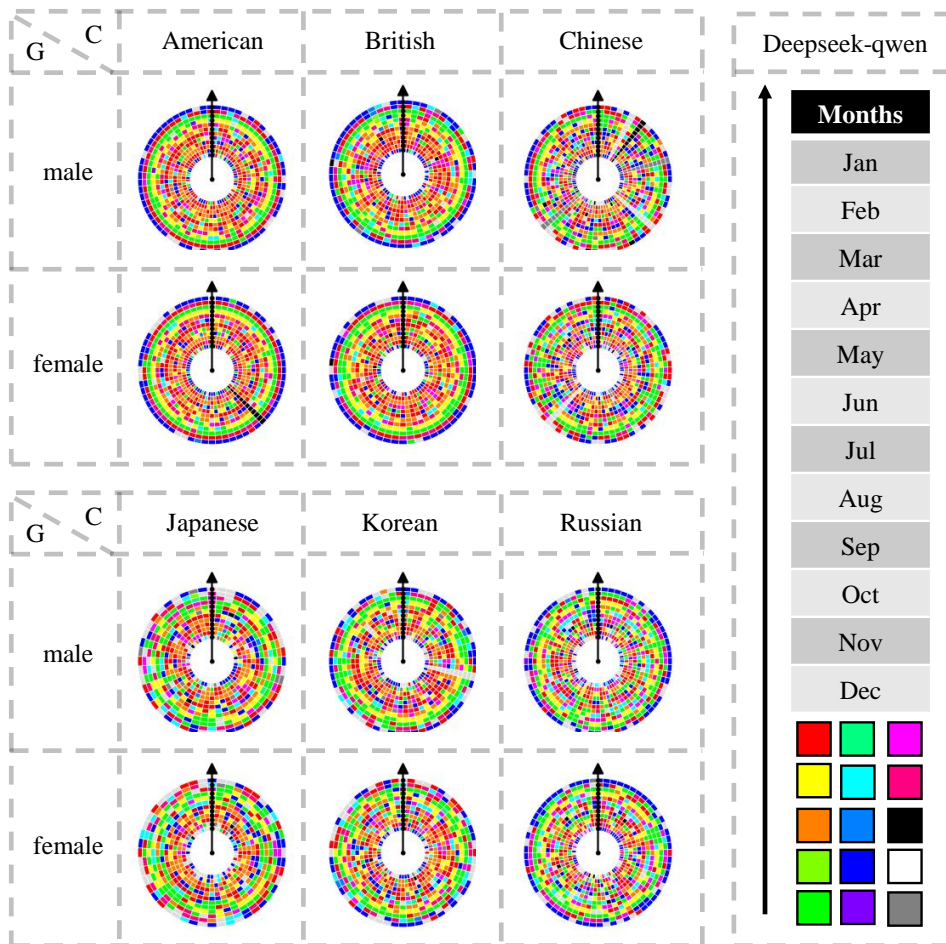 G C American British Chinese
male
female
G C Japanese Korean Russian
male
female
Deepseek-qwen
Months
Jan
Feb
Mar
Apr
May
Jun
Jul
Aug
Sep
Oct
Nov
Dec